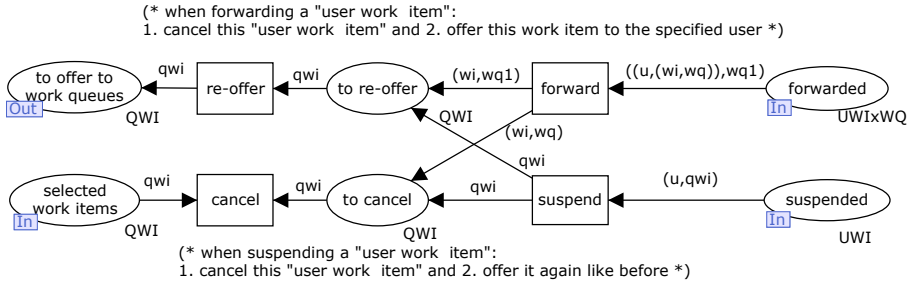 (* when forwarding a "user work item":
1. cancel this "user work item" and 2. offer this work item to the specified user *)
to offer to
work queues
Out
QWI
qwi
re-offer
qwi
to re-offer
QWI
(wi,wq1)
forward
((u,(wi,wq)),wq1)
forwarded
In
UWIxWQ
(wi,wq)
qwi
selected
work items
In
QWI
qwi
cancel
qwi
to cancel
QWI
qwi
suspend
(u,qwi)
suspended
In
UWI
(* when suspending a "user work item":
1. cancel this "user work item" and 2. offer it again like before *)